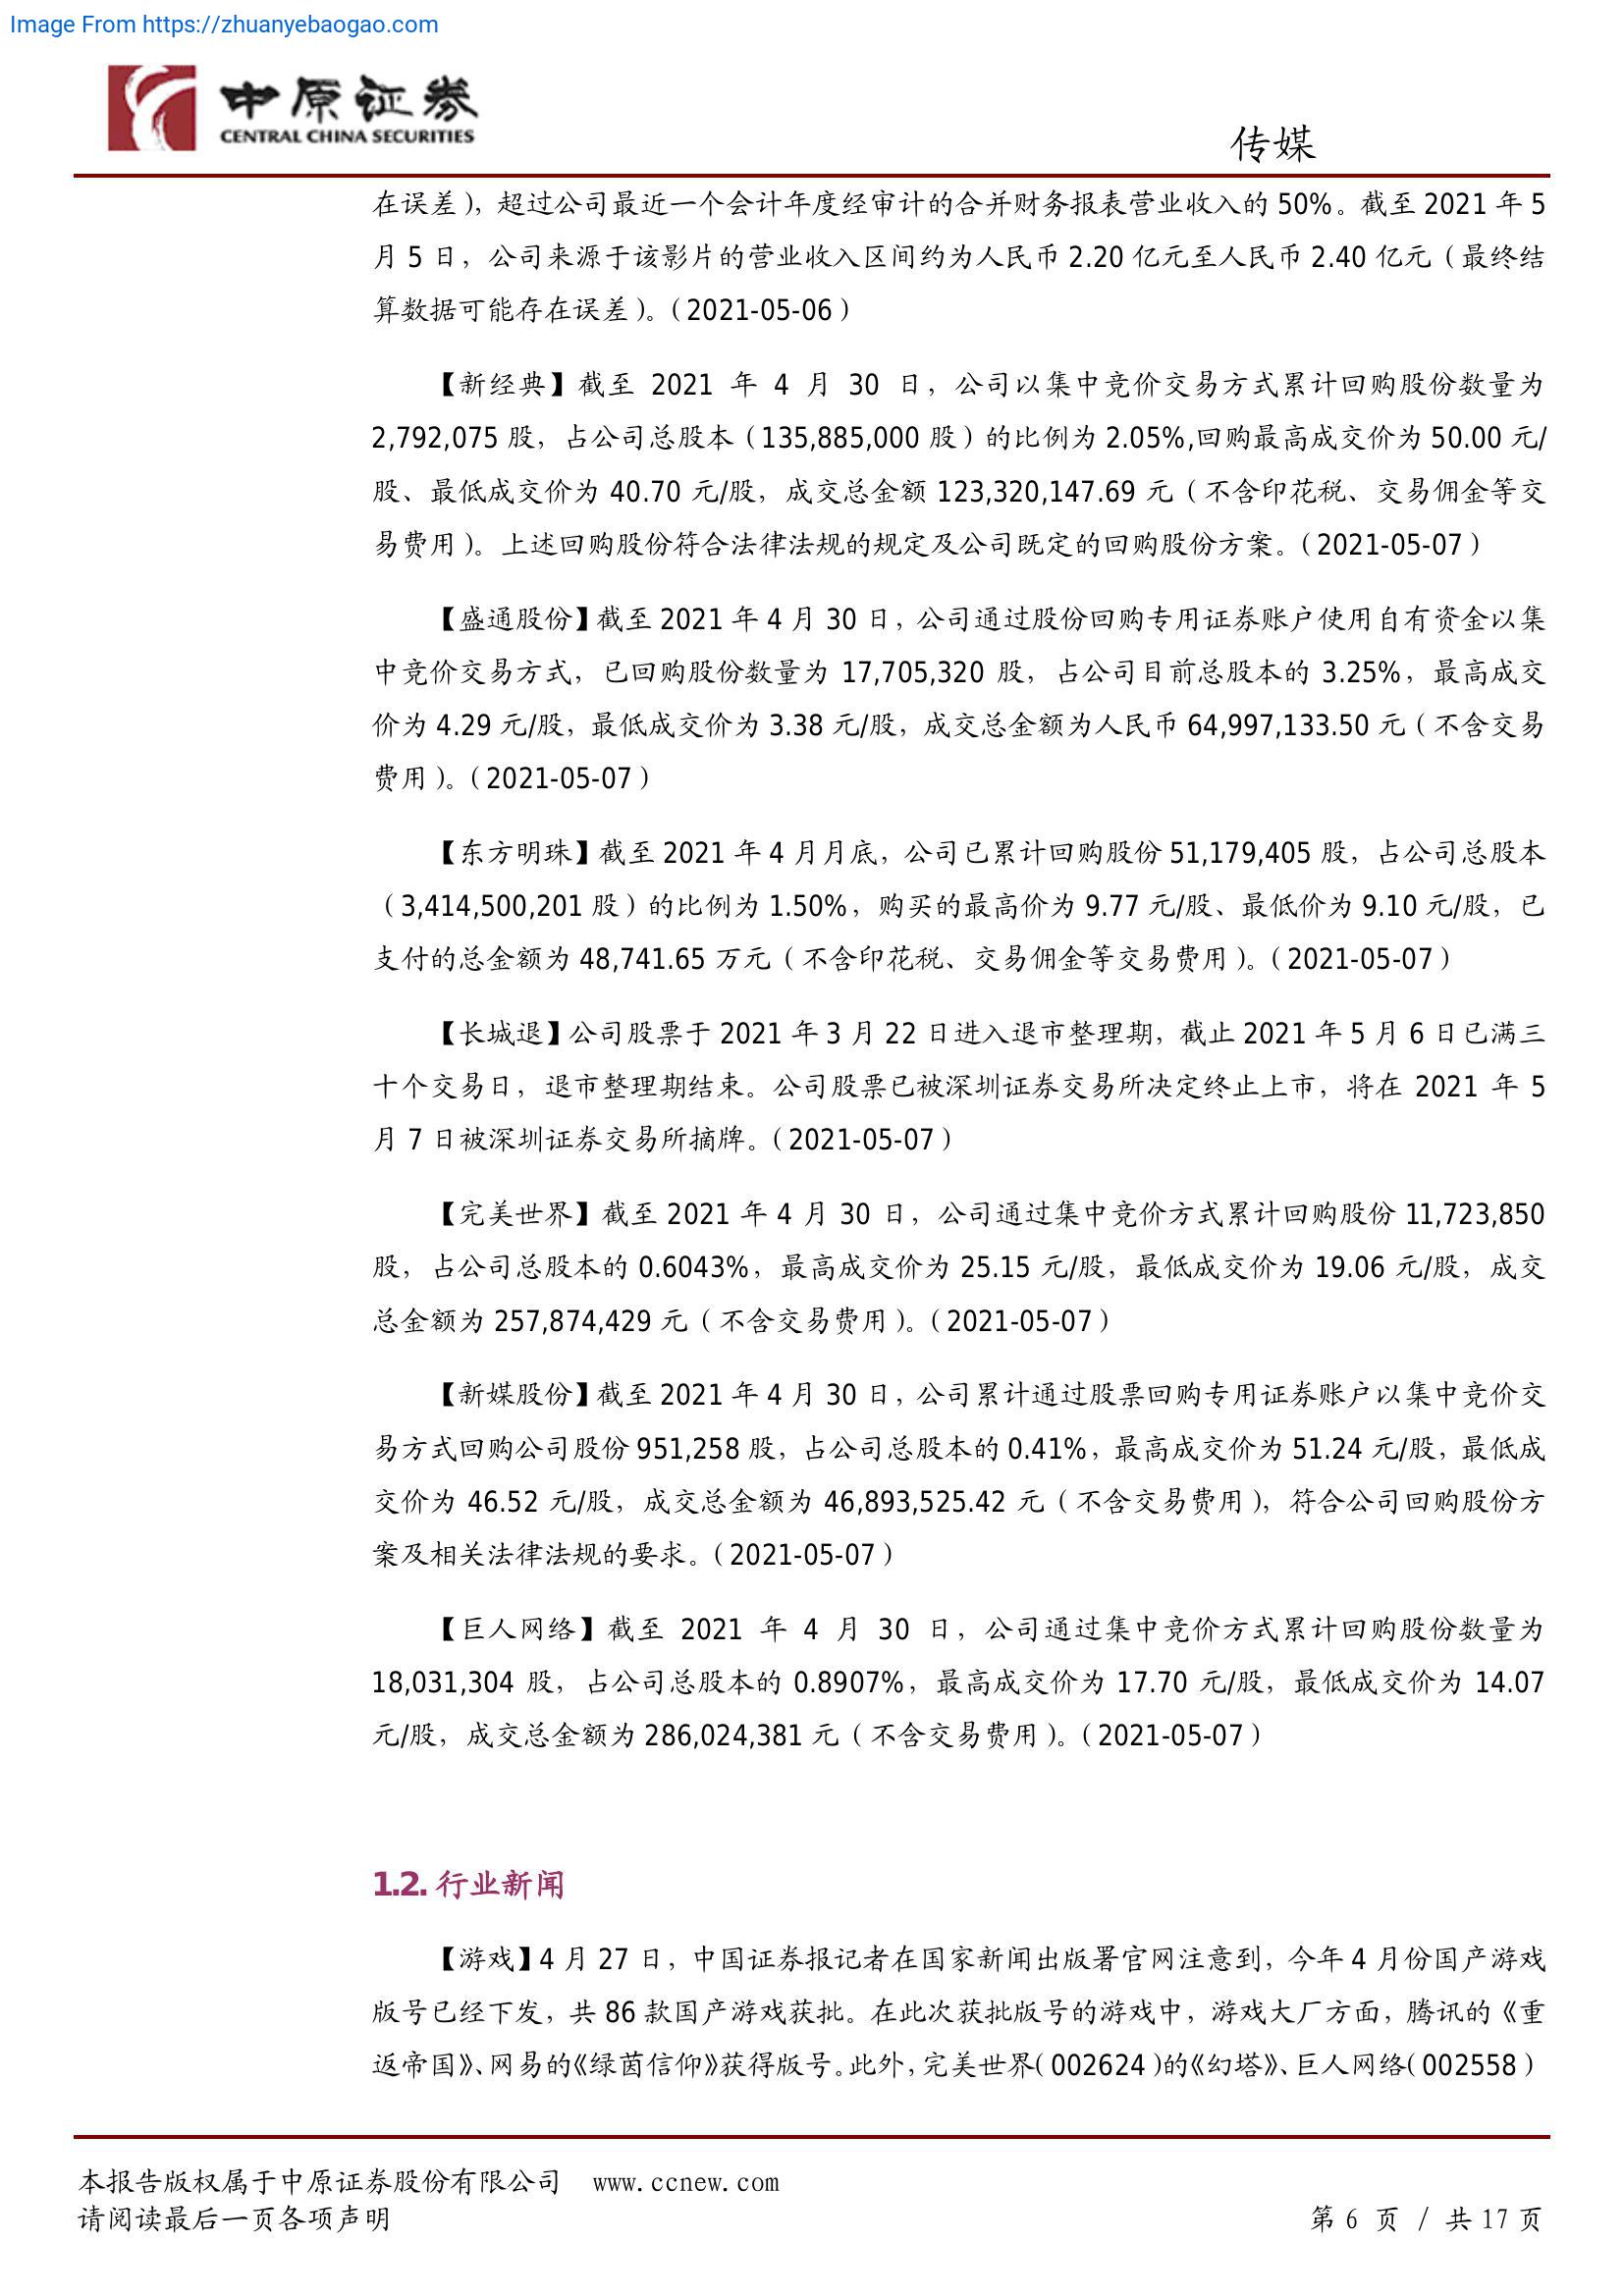 Image From https://zhuanyebaogao.com
中原证券
CENTRAL CHINA SECURITIES
传媒
在误差），超过公司最近一个会计年度经审计的合并财务报表营业收入的 50%。截至 2021 年 5
月 5 日，公司来源于该影片的营业收入区间约为人民币 2.20 亿元至人民币 2.40 亿元（最终结
算数据可能存在误差）。（2021-05-06）
【新经典】截至 2021 年 4 月 30 日，公司以集中竞价交易方式累计回购股份数量为
2,792,075 股，占公司总股本（135,885,000 股）的比例为 2.05%,回购最高成交价为 50.00 元/
股、最低成交价为 40.70 元/股，成交总金额 123,320,147.69 元（不含印花税、交易佣金等交
易费用）。上述回购股份符合法律法规的规定及公司既定的回购股份方案。（2021-05-07）
【盛通股份】截至 2021 年 4 月 30 日，公司通过股份回购专用证券账户使用自有资金以集
中竞价交易方式，已回购股份数量为 17,705,320 股，占公司目前总股本的 3.25%，最高成交
价为 4.29 元/股，最低成交价为 3.38 元/股，成交总金额为人民币 64,997,133.50 元（不含交易
费用）。（2021-05-07）
【东方明珠】截至 2021 年 4 月月底，公司已累计回购股份 51,179,405 股，占公司总股本
（3,414,500,201 股）的比例为 1.50%，购买的最高价为 9.77 元/股、最低价为 9.10 元/股，已
支付的总金额为 48,741.65 万元（不含印花税、交易佣金等交易费用）。（2021-05-07）
【长城退】公司股票于 2021 年 3 月 22 日进入退市整理期，截止 2021 年 5 月 6 日已满三
十个交易日，退市整理期结束。公司股票已被深圳证券交易所决定终止上市，将在 2021 年 5
月 7 日被深圳证券交易所摘牌。（2021-05-07）
【完美世界】截至 2021 年 4 月 30 日，公司通过集中竞价方式累计回购股份 11,723,850
股，占公司总股本的 0.6043%，最高成交价为 25.15 元/股，最低成交价为 19.06 元/股，成交
总金额为 257,874,429 元（不含交易费用）。（2021-05-07）
【新媒股份】截至 2021 年 4 月 30 日，公司累计通过股票回购专用证券账户以集中竞价交
易方式回购公司股份 951,258 股，占公司总股本的 0.41%，最高成交价为 51.24 元/股，最低成
交价为 46.52 元/股，成交总金额为 46,893,525.42 元（不含交易费用），符合公司回购股份方
案及相关法律法规的要求。（2021-05-07）
【巨人网络】截至 2021 年 4 月 30 日，公司通过集中竞价方式累计回购股份数量为
18,031,304 股，占公司总股本的 0.8907%，最高成交价为 17.70 元/股，最低成交价为 14.07
元/股，成交总金额为 286,024,381 元（不含交易费用）。（2021-05-07）
1.2. 行业新闻
【游戏】4 月 27 日，中国证券报记者在国家新闻出版署官网注意到，今年 4 月份国产游戏
版号已经下发，共 86 款国产游戏获批。在此次获批版号的游戏中，游戏大厂方面，腾讯的《重
返帝国》、网易的《绿茵信仰》获得版号。此外，完美世界（002624）的《幻塔》、巨人网络（002558）
本报告版权属于中原证券股份有限公司 www.ccnew.com
请阅读最后一页各项声明
第 6 页 / 共 17 页